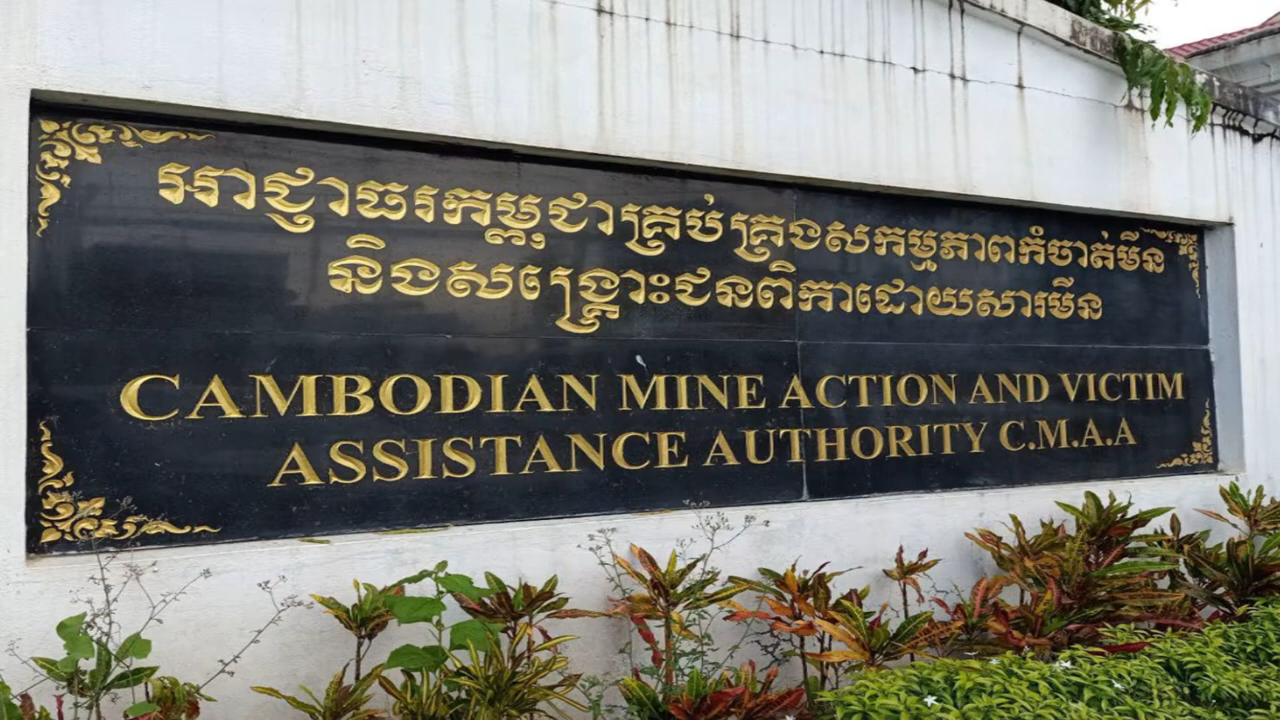 អាជ្ញាធរកម្ពុជាគ្រប់គ្រងសកម្មភាពកំចាត់មីន
និងសង្គ្រោះជនពិការដោយសារមីន
CAMBODIAN MINE ACTION AND VICTIM
ASSISTANCE AUTHORITY C.M.A.A